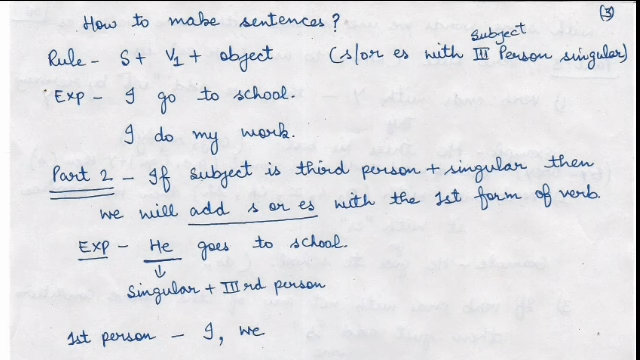 (3)
How to make sentences?
Subject
Rule - S + V1 + object (s/or es with III Person singular)
Exp - I go to school.
I do my work.
Part 2 - If subject is third person + singular then
we will add s or es with the 1st form of verb.
Exp - He goes to school.
↓
Singular + IIIrd person
1st person - I, we